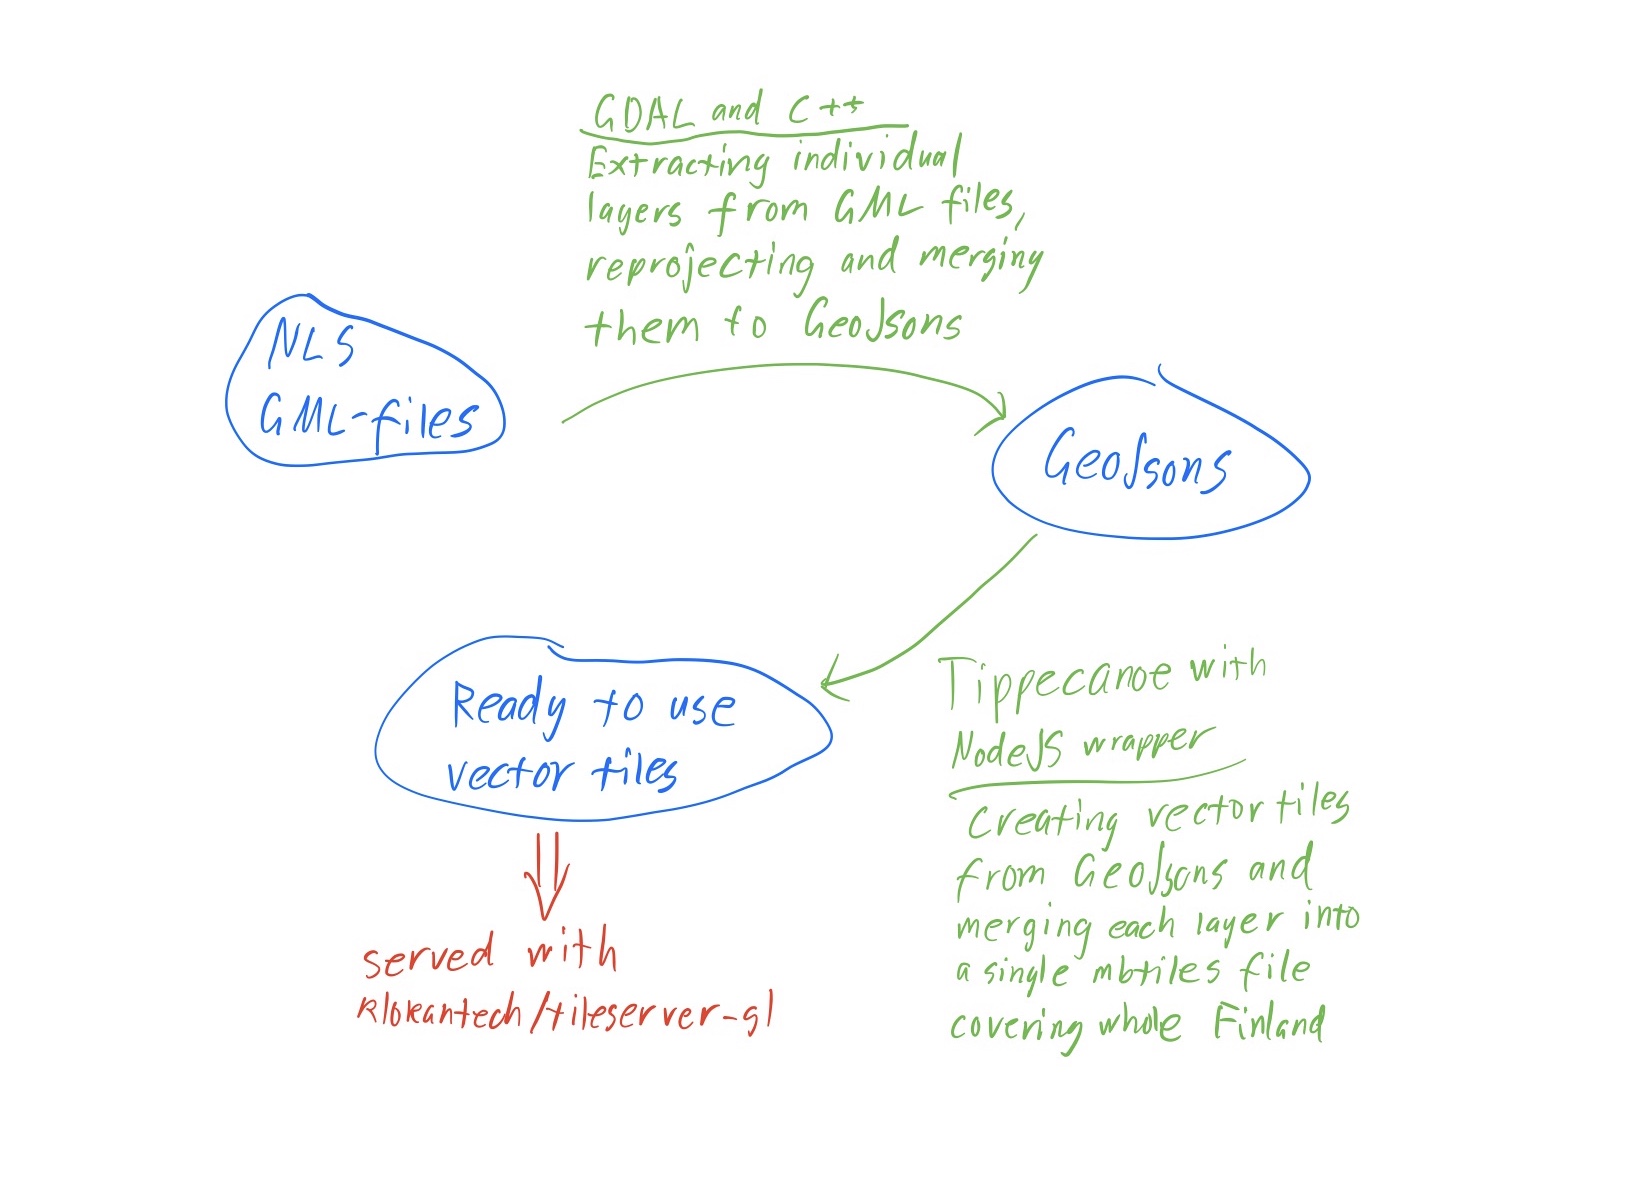 GDAL and C++
Extracting individual
layers from GML files,
reprojecting and merging
them to GeoJsons
NLS
GML-files
GeoJsons
Ready to use
vector tiles
Tippecanoe with
NodeJS wrapper
Creating vector tiles
from GeoJsons and
merging each layer into
a single mbtiles file
covering whole Finland
served with
klokantech/tileserver-gl